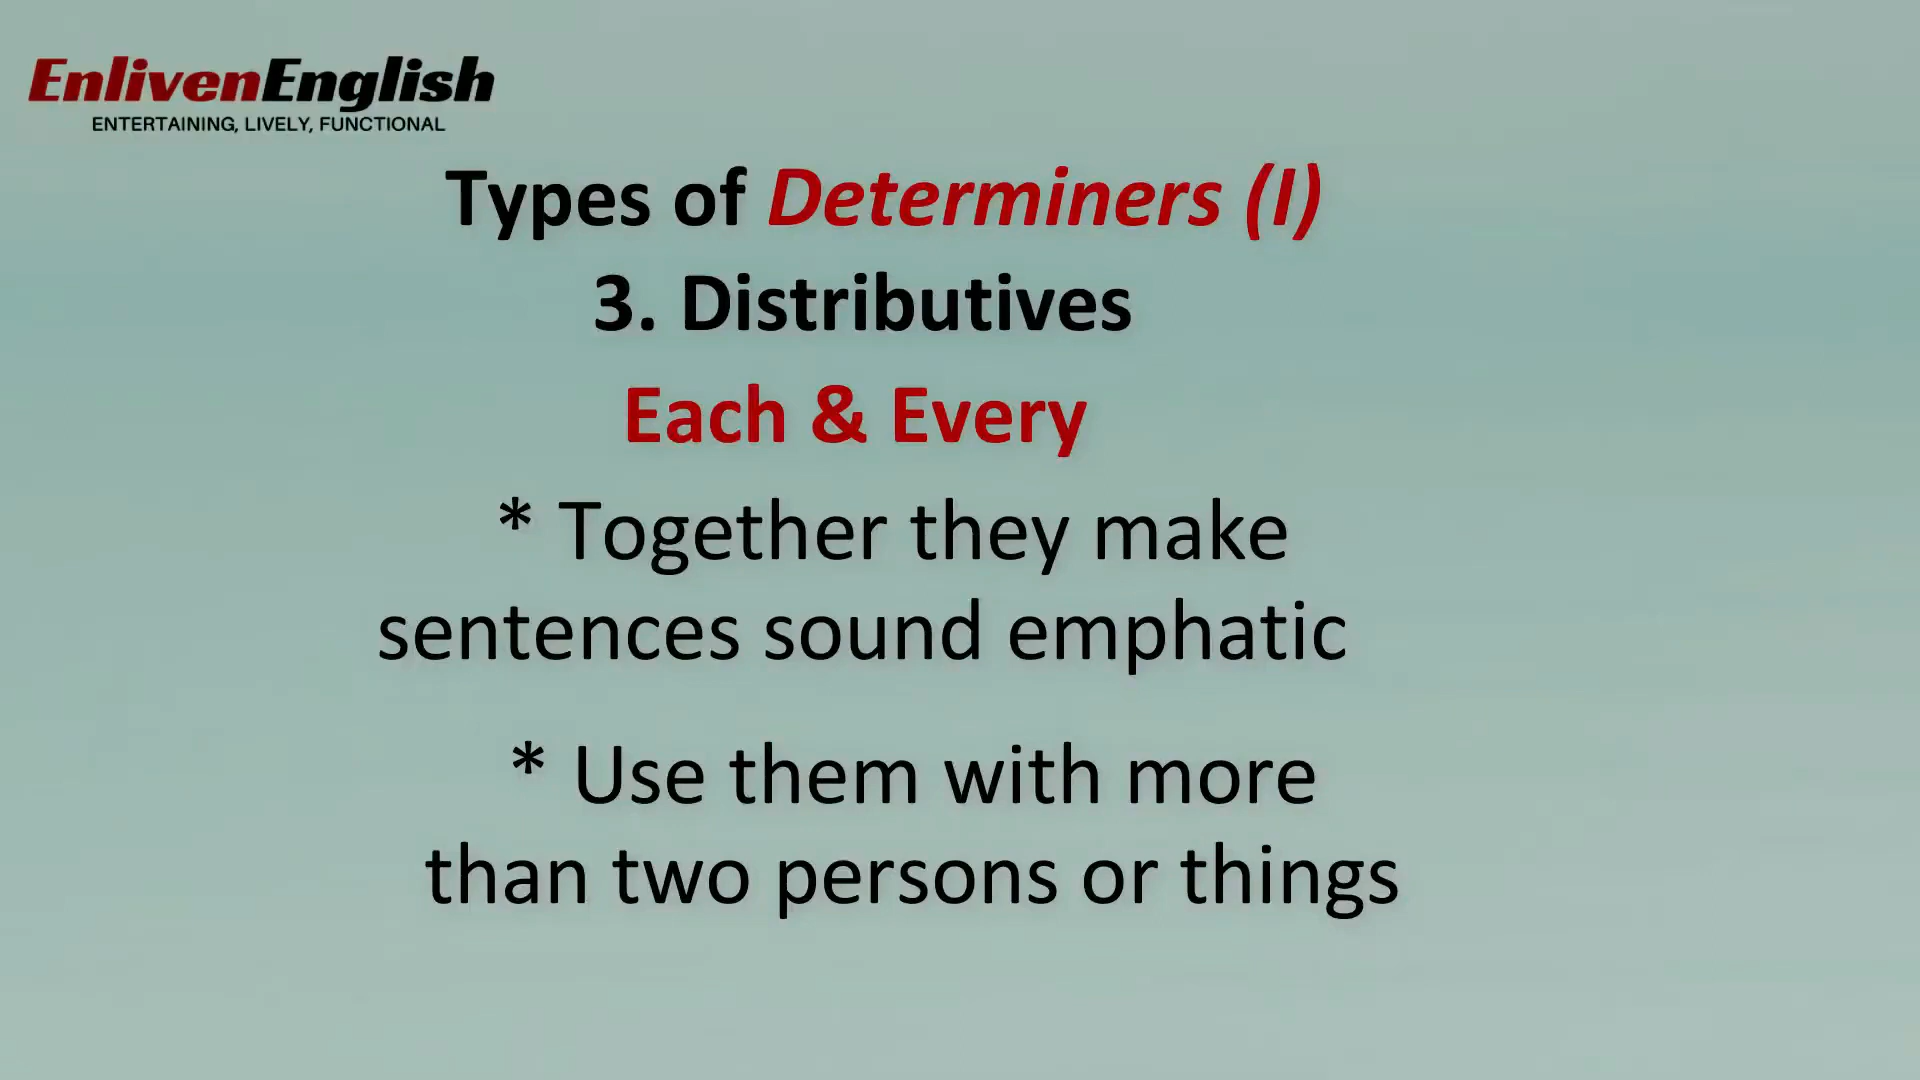 EnlivenEnglish
ENTERTAINING, LIVELY, FUNCTIONAL
Types of Determiners (I)
3. Distributives
Each & Every
* Together they make
sentences sound emphatic
* Use them with more
than two persons or things